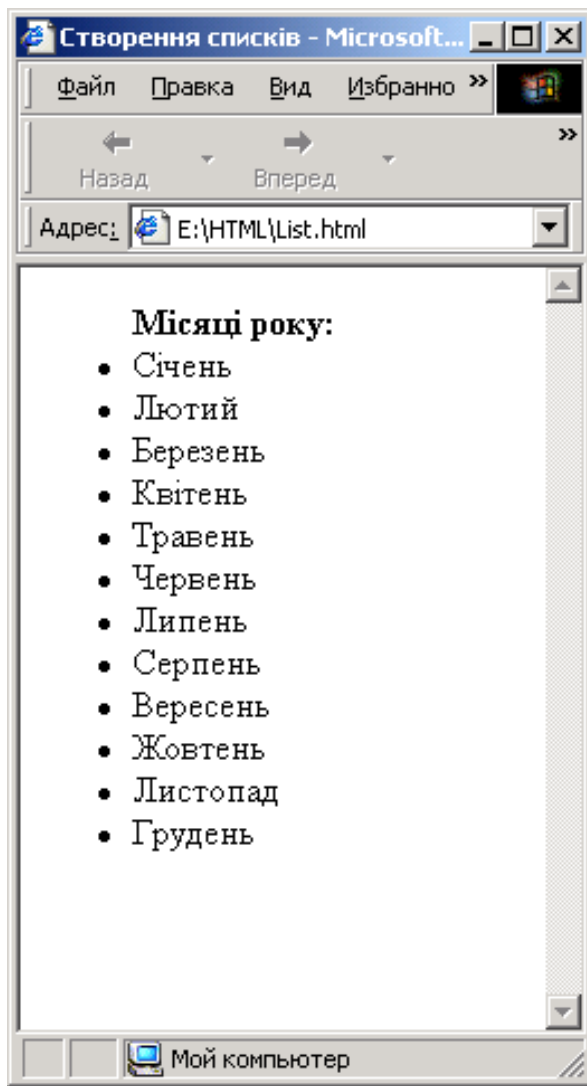 Створення списків - Microsoft...
Файл Правка Вид Избранно »
Назад Вперед »
Адрес: E:\HTML\List.html
Місяці року:
• Січень
• Лютий
• Березень
• Квітень
• Травень
• Червень
• Липень
• Серпень
• Вересень
• Жовтень
• Листопад
• Грудень
Мой компьютер